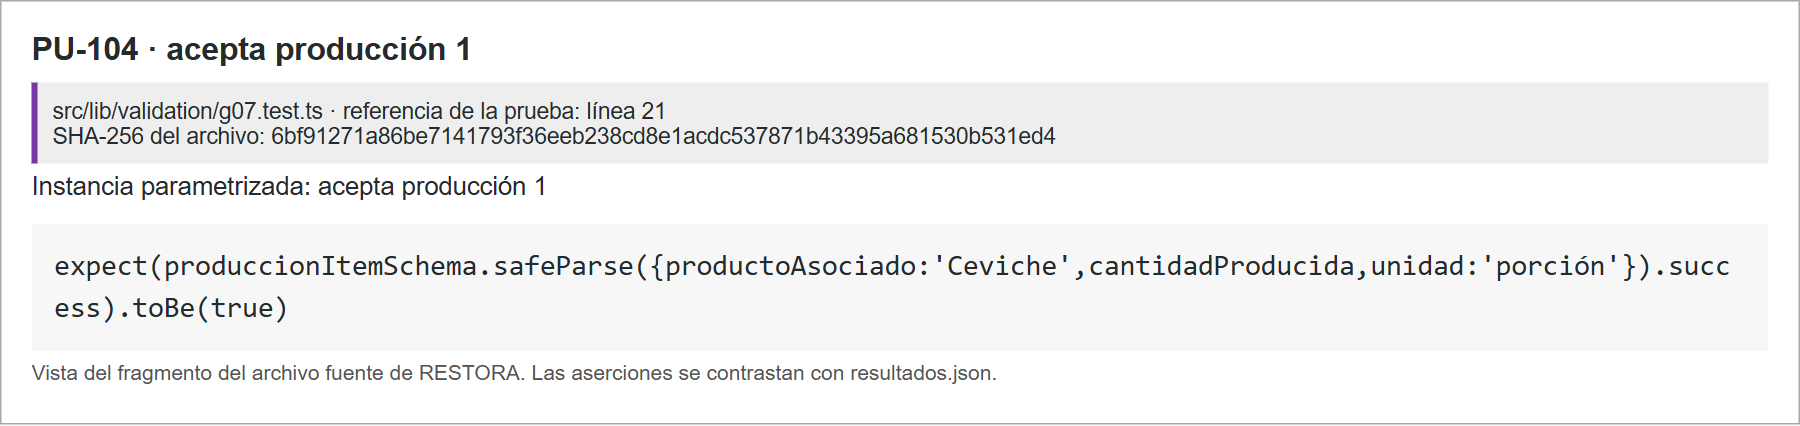 PU-104 · acepta producción 1
src/lib/validation/g07.test.ts · referencia de la prueba: línea 21
SHA-256 del archivo: 6bf91271a86be7141793f36eeb238cd8e1acdc537871b43395a681530b531ed4
Instancia parametrizada: acepta producción 1
expect(produccionItemSchema.safeParse({productoAsociado:'Ceviche',cantidadProducida,unidad:'porción'}).succ
ess).toBe(true)
Vista del fragmento del archivo fuente de RESTORA. Las aserciones se contrastan con resultados.json.